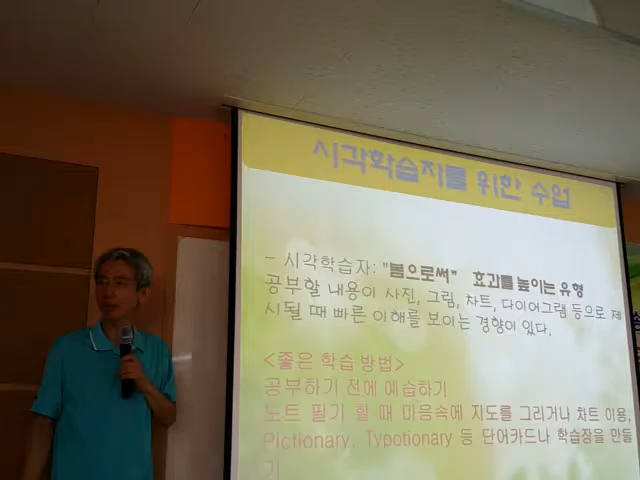 시각학습자를 위한 수업
- 시각학습자: "봄으로써" 효과를 높이는 유형
공부할 내용이 사진, 그림, 차트, 다이어그램 등으로 제
시될 때 빠른 이해를 보이는 경향이 있다.
<좋은 학습 방법>
공부하기 전에 예습하기
노트 필기 할 때 마음속에 지도를 그리거나 차트 이용,
Pictionary, Typotionary 등 단어카드나 학습장을 만들
기